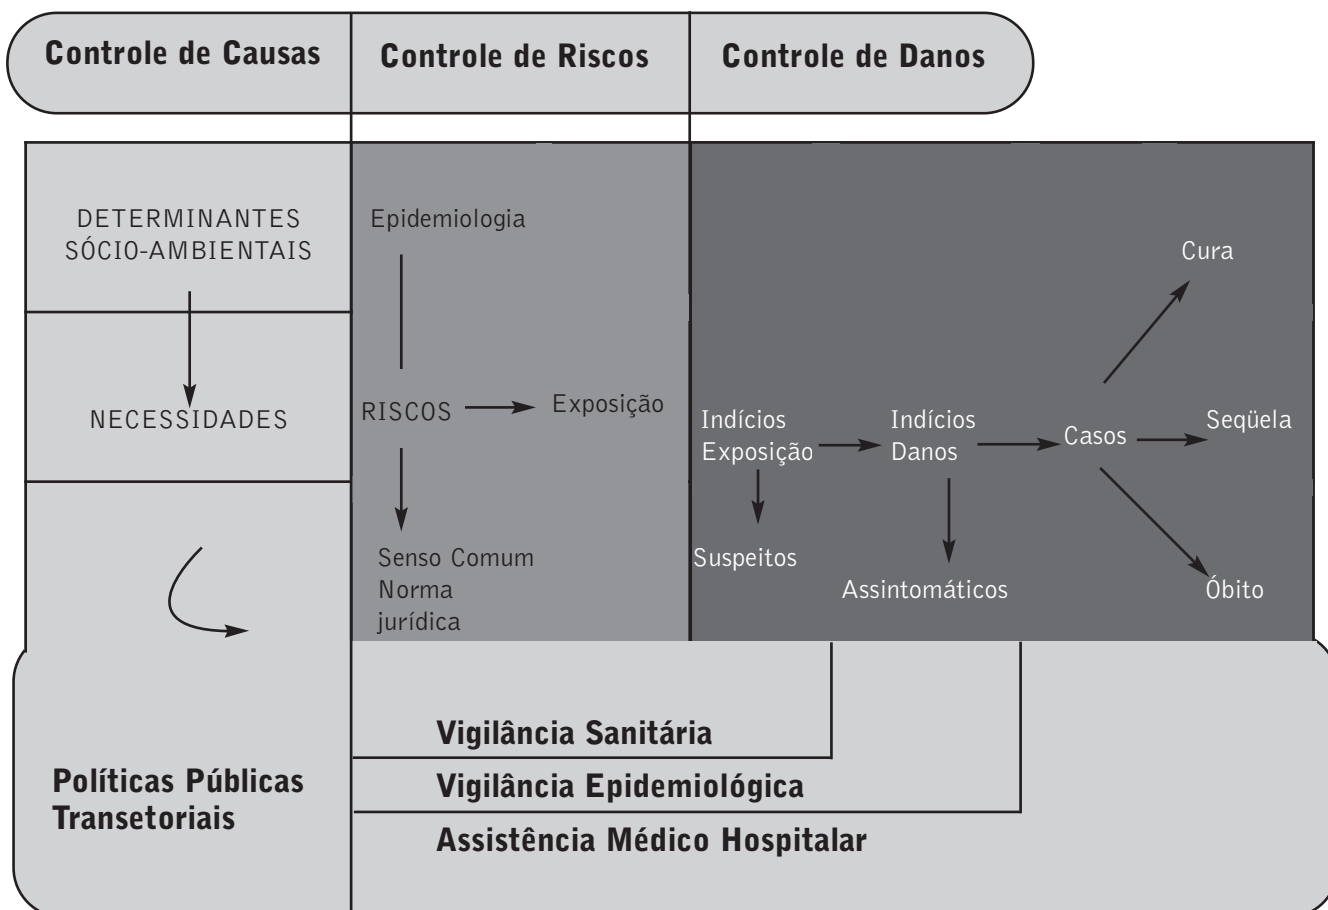 Controle de Causas
Controle de Riscos
Controle de Danos
DETERMINANTES
SÓCIO-AMBIENTAIS
NECESSIDADES
Epidemiologia
RISCOS
Exposição
Senso Comum
Norma
jurídica
Indícios
Exposição
Suspeitos
Indícios
Danos
Assintomáticos
Casos
Cura
Seqüela
Óbito
Políticas Públicas
Transetoriais
Vigilância Sanitária
Vigilância Epidemiológica
Assistência Médico Hospitalar